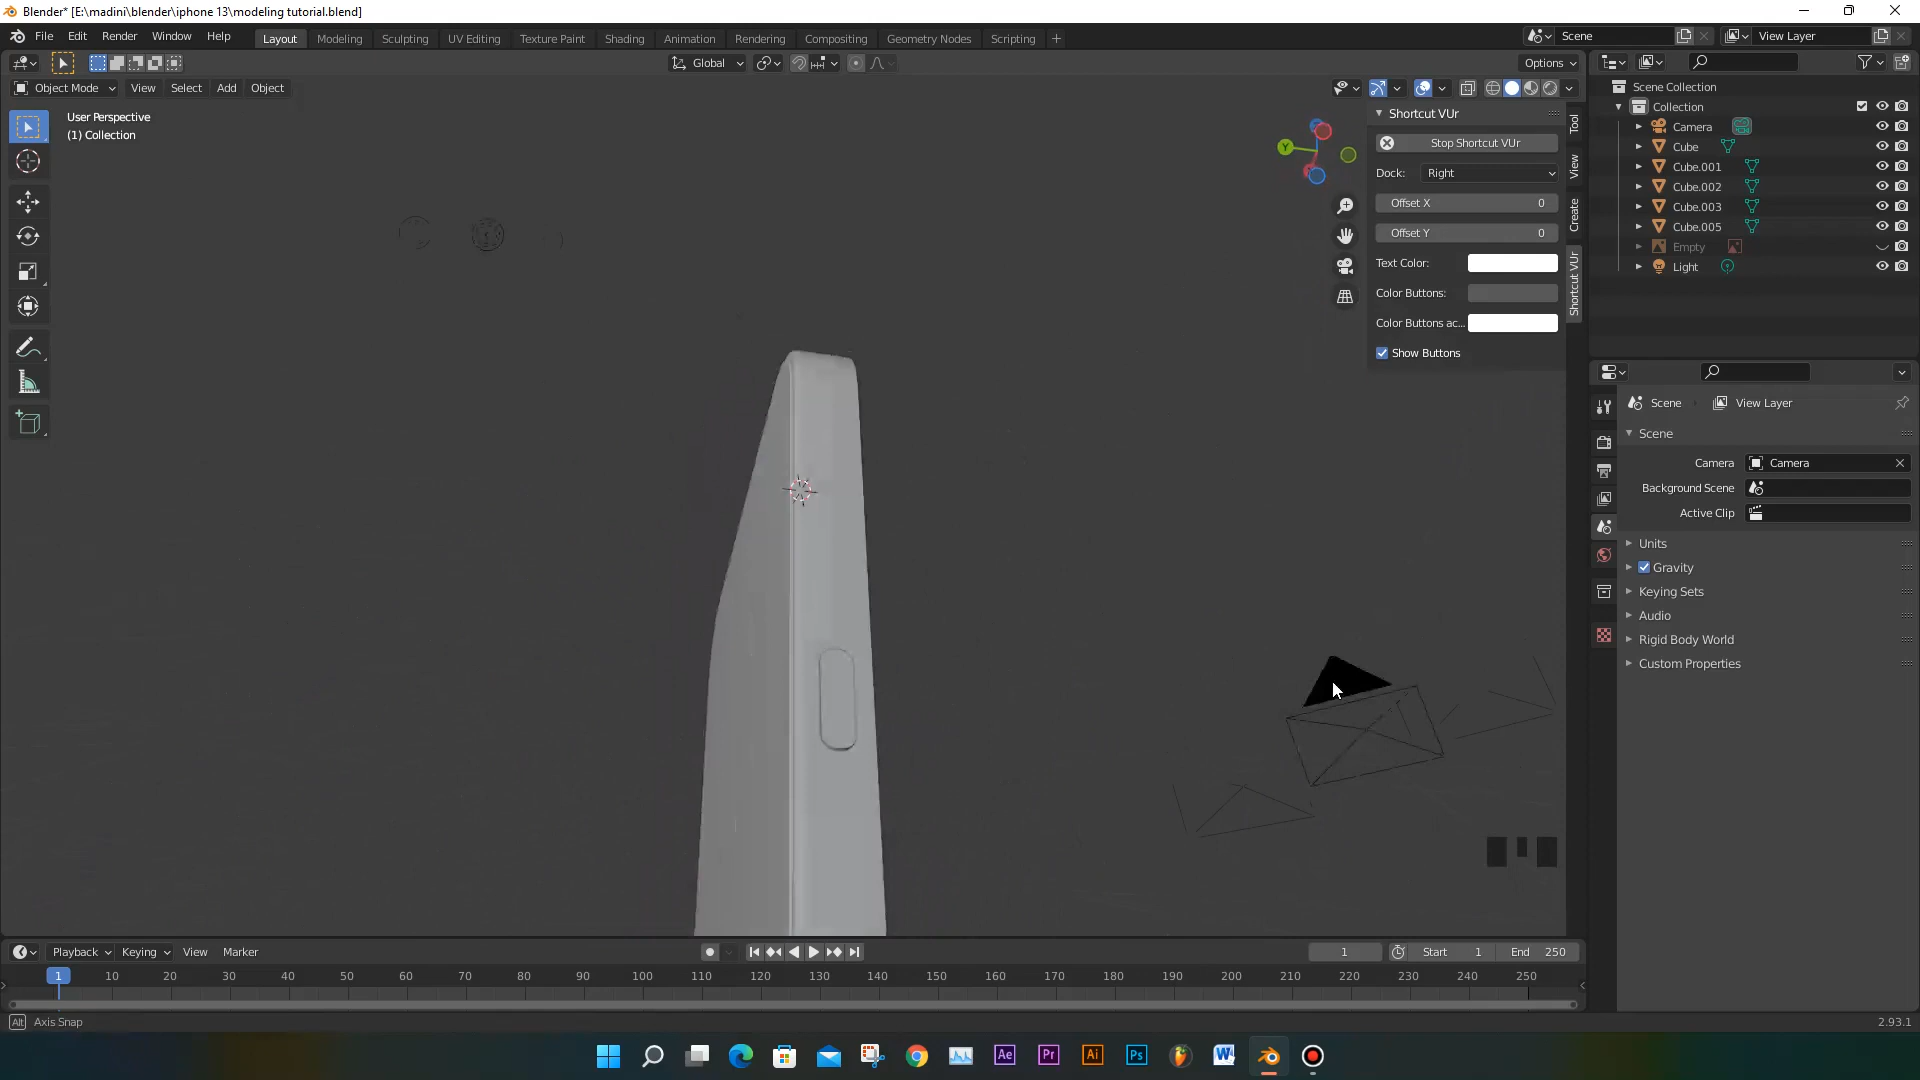 Blender* [E:\madini\blender\iphone 13\modeling tutorial.blend]
File Edit Render Window Help Layout Modeling Sculpting UV Editing Texture Paint Shading Animation Rendering Compositing Geometry Nodes Scripting + Scene View Layer
Global Options
Object Mode View Select Add Object
User Perspective
(1) Collection
Y
Shortcut VUr
Stop Shortcut VUr
Dock: Right
Offset X 0
Offset Y 0
Text Color:
Color Buttons:
Color Buttons ac...
Show Buttons
Tool
View
Create
Shortcut VUr
Scene Collection
Collection
Camera
Cube
Cube.001
Cube.002
Cube.003
Cube.005
Empty
Light
Scene View Layer
Scene
Camera Camera
Background Scene
Active Clip
Units
Gravity
Keying Sets
Audio
Rigid Body World
Custom Properties
Playback Keying View Marker 1 Start 1 End 250
1 10 20 30 40 50 60 70 80 90 100 110 120 130 140 150 160 170 180 190 200 210 220 230 240 250
Alt Axis Snap 2.93.1
Ae Pr Ai Ps W